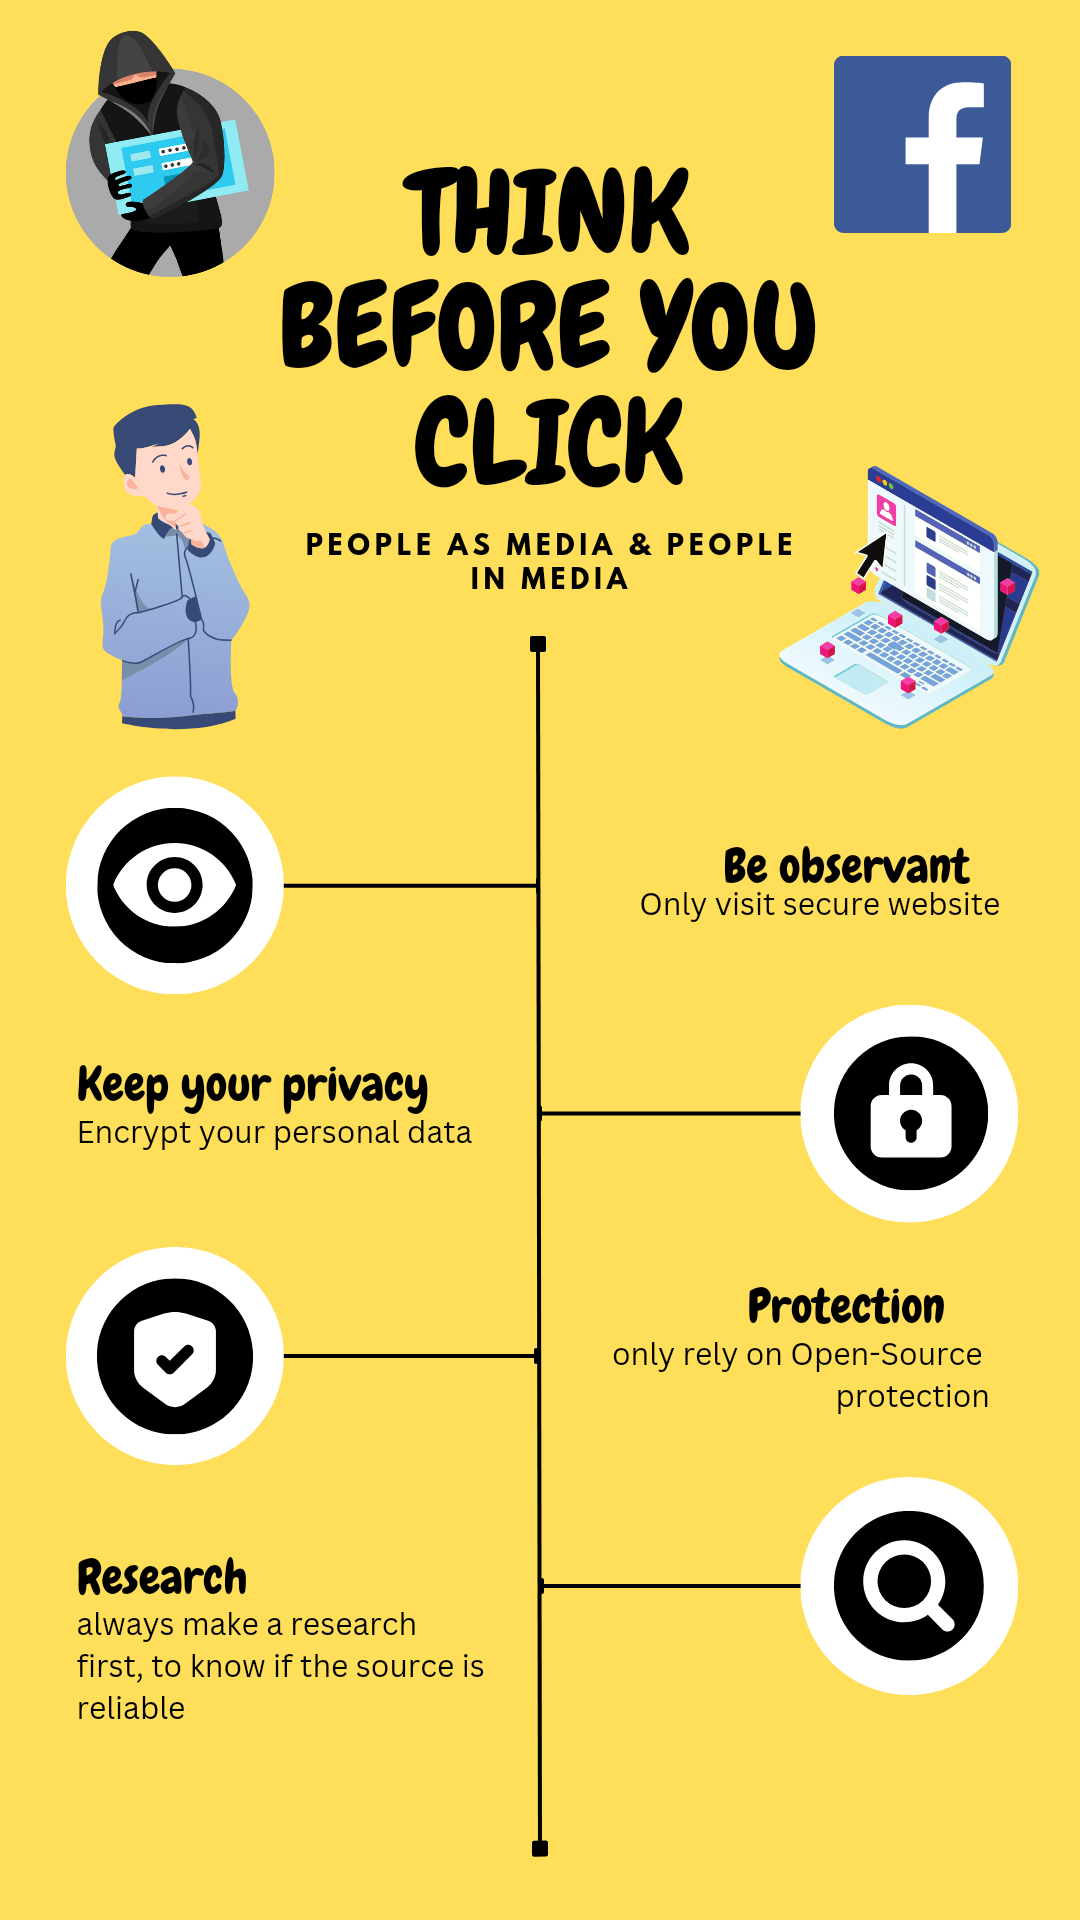 THINK
BEFORE YOU
CLICK
PEOPLE AS MEDIA & PEOPLE
IN MEDIA
Be observant
Only visit secure website
Keep your privacy
Encrypt your personal data
Protection
only rely on Open-Source
protection
Research
always make a research
first, to know if the source is
reliable